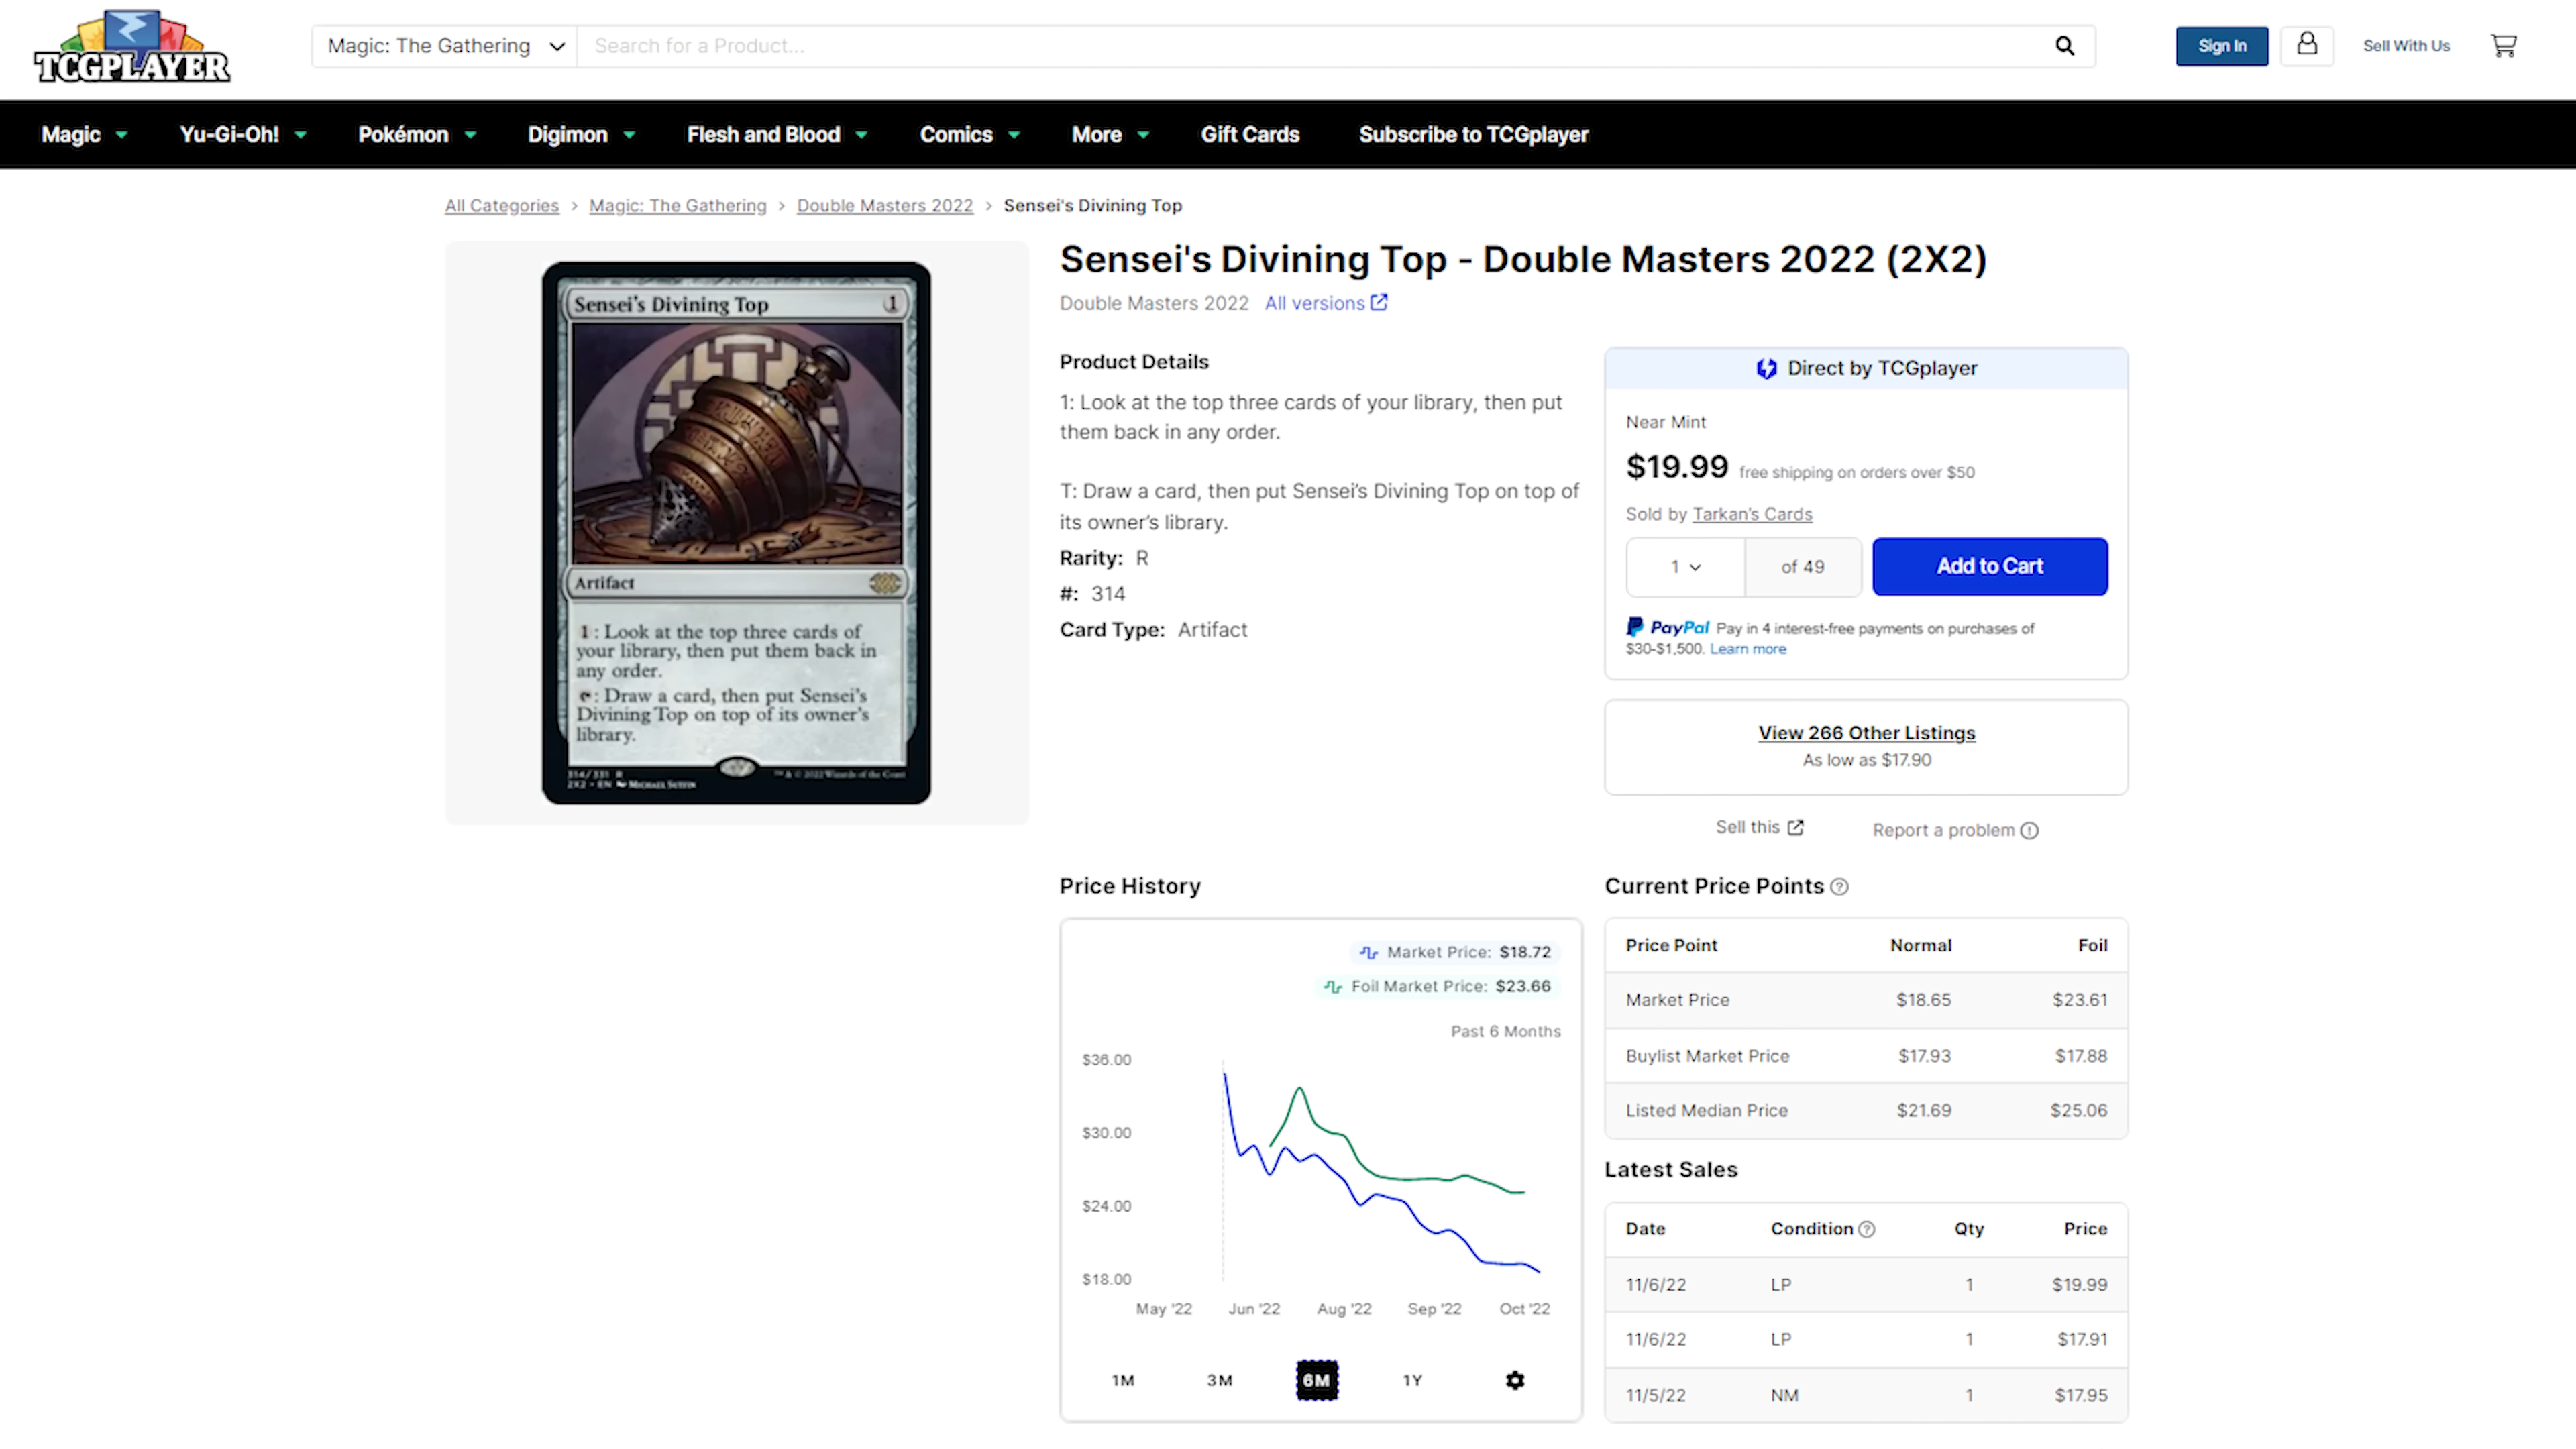 TCGPLAYER
Magic: The Gathering
Search for a Product...
Sign In
Sell With Us
Magic
Yu-Gi-Oh!
Pokémon
Digimon
Flesh and Blood
Comics
More
Gift Cards
Subscribe to TCGplayer
All Categories > Magic: The Gathering > Double Masters 2022 > Sensei's Divining Top
Sensei's Divining Top 1
Artifact
1: Look at the top three cards of
your library, then put them back in
any order.
: Draw a card, then put Sensei's
Divining Top on top of its owner's
library.
314/331 R
™ & © 2022 Wizards of the Coast
2X2 • EN Michael Sutfin
Sensei's Divining Top - Double Masters 2022 (2X2)
Double Masters 2022 All versions
Product Details
1: Look at the top three cards of your library, then put
them back in any order.
T: Draw a card, then put Sensei's Divining Top on top of
its owner's library.
Rarity: R
#: 314
Card Type: Artifact
Direct by TCGplayer
Near Mint
$19.99 free shipping on orders over $50
Sold by Tarkan's Cards
1 of 49
Add to Cart
PayPal Pay in 4 interest-free payments on purchases of
$30-$1,500. Learn more
View 266 Other Listings
As low as $17.90
Sell this
Report a problem
Price History
Market Price: $18.72
Foil Market Price: $23.66
Past 6 Months
$36.00
$30.00
$24.00
$18.00
May '22 Jun '22 Aug '22 Sep '22 Oct '22
1M 3M 6M 1Y
Current Price Points
Price Point Normal Foil
Market Price $18.65 $23.61
Buylist Market Price $17.93 $17.88
Listed Median Price $21.69 $25.06
Latest Sales
Date Condition Qty Price
11/6/22 LP 1 $19.99
11/6/22 LP 1 $17.91
11/5/22 NM 1 $17.95